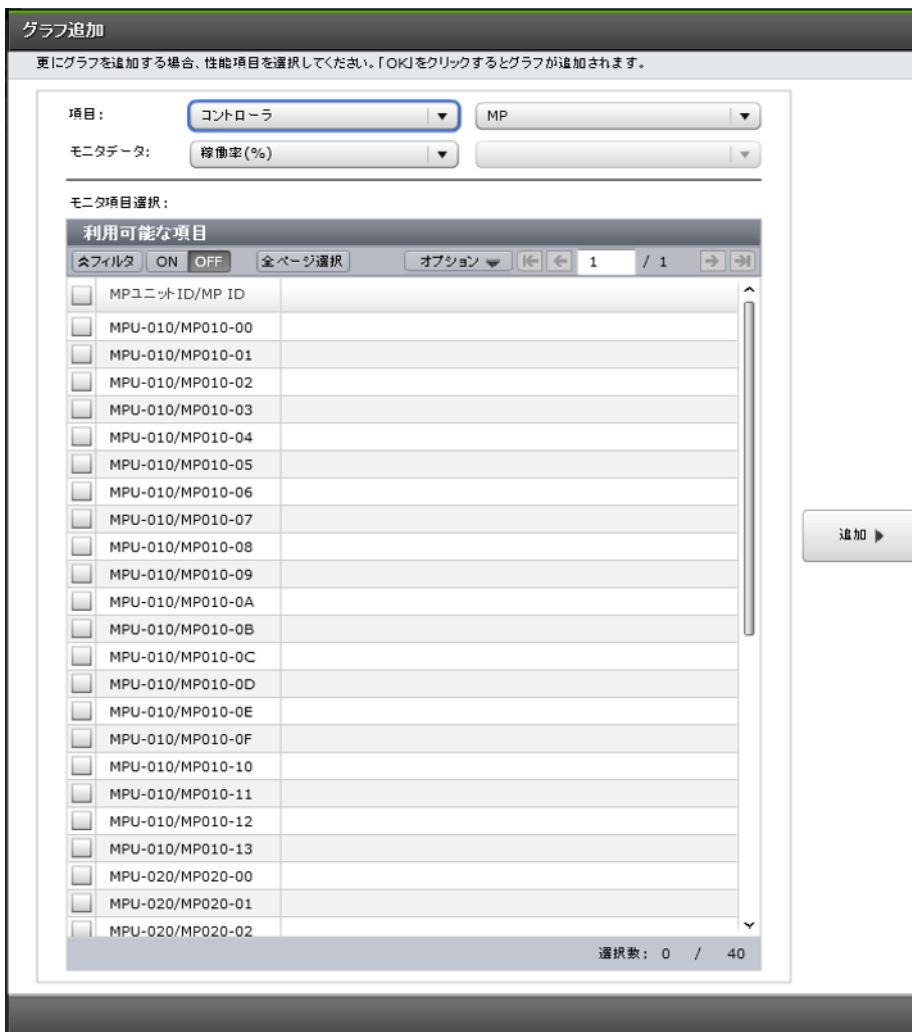 グラフ追加
更にグラフを追加する場合、性能項目を選択してください。「OK」をクリックするとグラフが追加されます。
項目: コントローラ MP
モニタデータ: 稼働率(%)
モニタ項目選択:
利用可能な項目
フィルタ ON OFF 全ページ選択 オプション 1 / 1
MPユニットID/MP ID
MPU-010/MP010-00
MPU-010/MP010-01
MPU-010/MP010-02
MPU-010/MP010-03
MPU-010/MP010-04
MPU-010/MP010-05
MPU-010/MP010-06
MPU-010/MP010-07
追加
MPU-010/MP010-08
MPU-010/MP010-09
MPU-010/MP010-0A
MPU-010/MP010-0B
MPU-010/MP010-0C
MPU-010/MP010-0D
MPU-010/MP010-0E
MPU-010/MP010-0F
MPU-010/MP010-10
MPU-010/MP010-11
MPU-010/MP010-12
MPU-010/MP010-13
MPU-020/MP020-00
MPU-020/MP020-01
MPU-020/MP020-02
選択数: 0 / 40